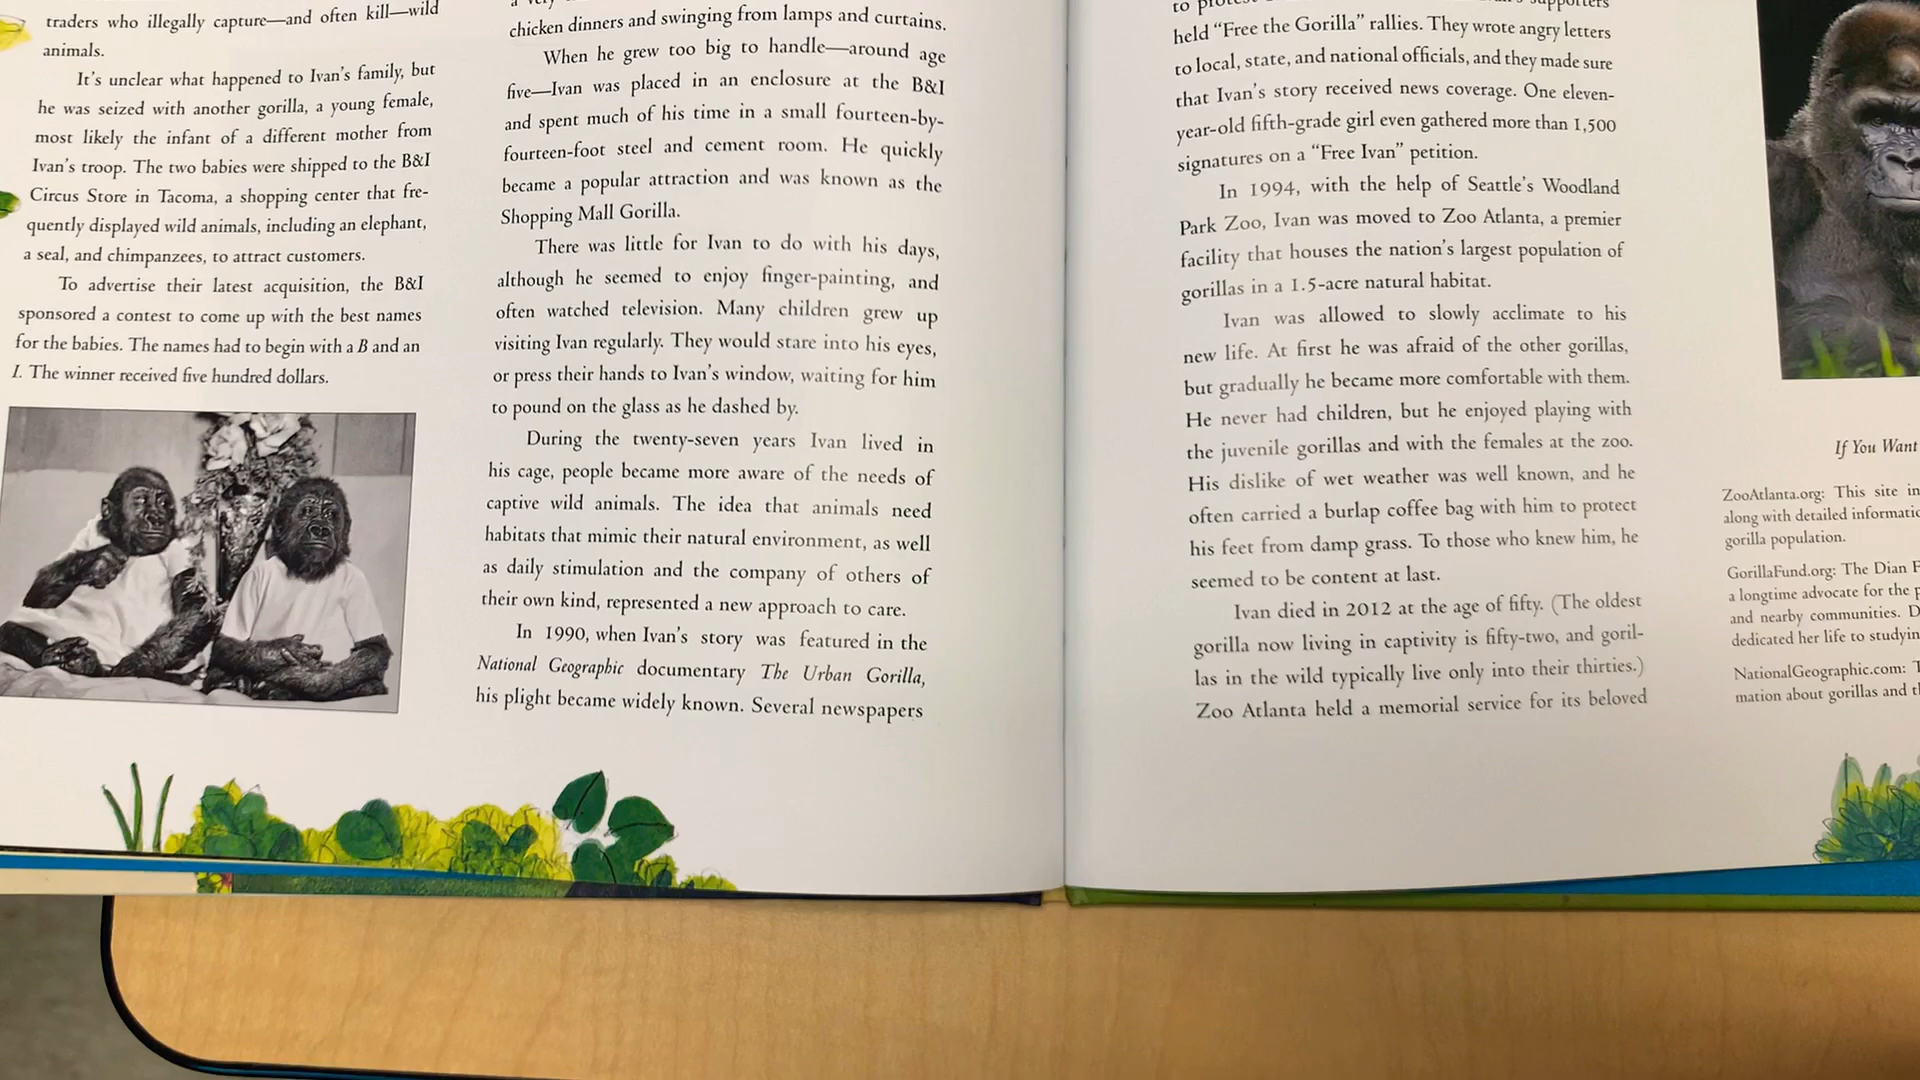 traders who illegally capture—and often kill—wild
animals.
It's unclear what happened to Ivan's family, but
he was seized with another gorilla, a young female,
most likely the infant of a different mother from
Ivan's troop. The two babies were shipped to the B&I
Circus Store in Tacoma, a shopping center that fre-
quently displayed wild animals, including an elephant,
a seal, and chimpanzees, to attract customers.
To advertise their latest acquisition, the B&I
sponsored a contest to come up with the best names
for the babies. The names had to begin with a B and an
I. The winner received five hundred dollars.
chicken dinners and swinging from lamps and curtains.
When he grew too big to handle—around age
five—Ivan was placed in an enclosure at the B&I
and spent much of his time in a small fourteen-by-
fourteen-foot steel and cement room. He quickly
became a popular attraction and was known as the
Shopping Mall Gorilla.
There was little for Ivan to do with his days,
although he seemed to enjoy finger-painting, and
often watched television. Many children grew up
visiting Ivan regularly. They would stare into his eyes,
or press their hands to Ivan's window, waiting for him
to pound on the glass as he dashed by.
During the twenty-seven years Ivan lived in
his cage, people became more aware of the needs of
captive wild animals. The idea that animals need
habitats that mimic their natural environment, as well
as daily stimulation and the company of others of
their own kind, represented a new approach to care.
In 1990, when Ivan's story was featured in the
National Geographic documentary The Urban Gorilla,
his plight became widely known. Several newspapers
supporters
held "Free the Gorilla" rallies. They wrote angry letters
to local, state, and national officials, and they made sure
that Ivan's story received news coverage. One eleven-
year-old fifth-grade girl even gathered more than 1,500
signatures on a "Free Ivan" petition.
In 1994, with the help of Seattle's Woodland
Park Zoo, Ivan was moved to Zoo Atlanta, a premier
facility that houses the nation's largest population of
gorillas in a 1.5-acre natural habitat.
Ivan was allowed to slowly acclimate to his
new life. At first he was afraid of the other gorillas,
but gradually he became more comfortable with them.
He never had children, but he enjoyed playing with
the juvenile gorillas and with the females at the zoo.
His dislike of wet weather was well known, and he
often carried a burlap coffee bag with him to protect
his feet from damp grass. To those who knew him, he
seemed to be content at last.
Ivan died in 2012 at the age of fifty. (The oldest
gorilla now living in captivity is fifty-two, and goril-
las in the wild typically live only into their thirties.)
Zoo Atlanta held a memorial service for its beloved
If You Want
ZooAtlanta.org: This site in
along with detailed informatio
gorilla population.
GorillaFund.org: The Dian F
a longtime advocate for the p
and nearby communities. D
dedicated her life to studyin
NationalGeographic.com: T
mation about gorillas and th